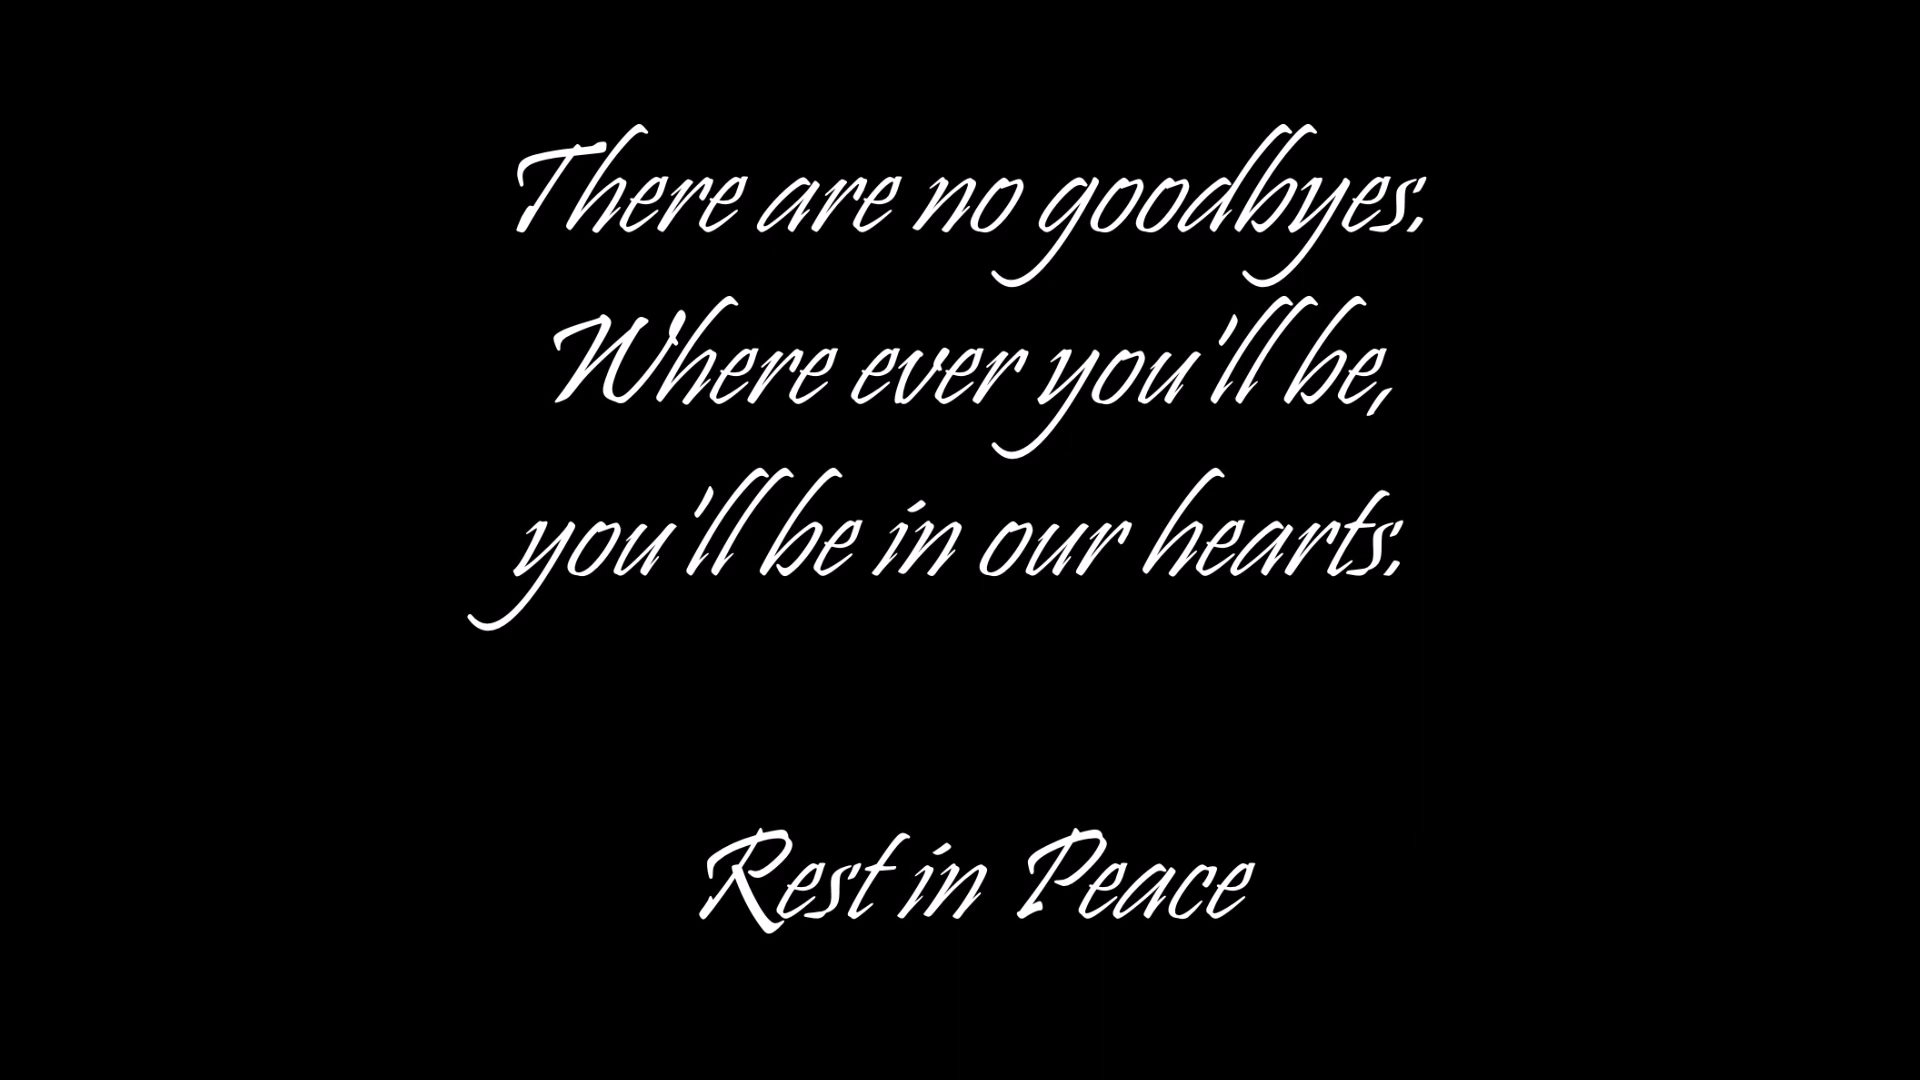 There are no goodbyes.
Where ever you'll be,
you'll be in our hearts.
Rest in Peace